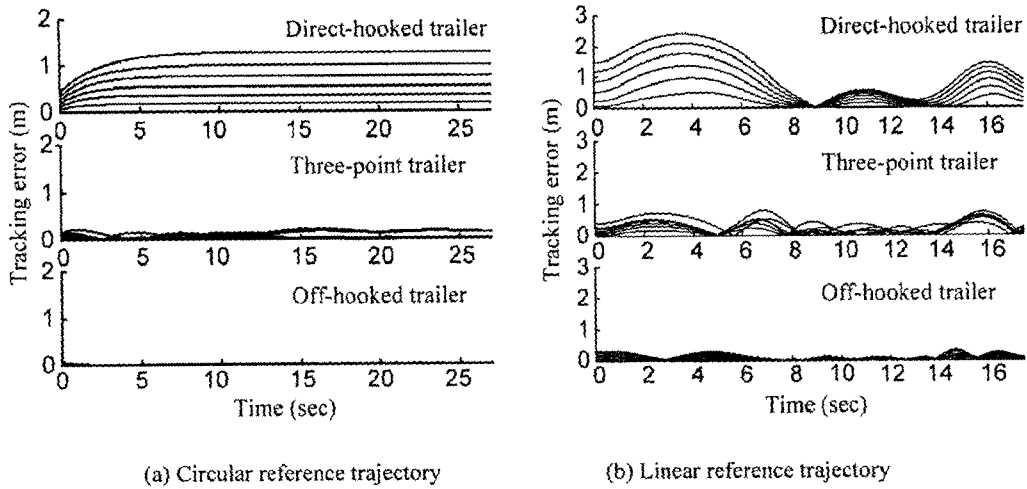 Tracking error (m)
2
1
0
Direct-hooked trailer
0 5 10 15 20 25
2
1
0
Three-point trailer
0 5 10 15 20 25
2
1
0
Off-hooked trailer
0 5 10 15 20 25
Time (sec)
(a) Circular reference trajectory
Tracking error (m)
3
2
1
0
Direct-hooked trailer
0 2 4 6 8 10 12 14 16
3
2
1
0
Three-point trailer
0 2 4 6 8 10 12 14 16
3
2
1
0
Off-hooked trailer
0 2 4 6 8 10 12 14 16
Time (sec)
(b) Linear reference trajectory